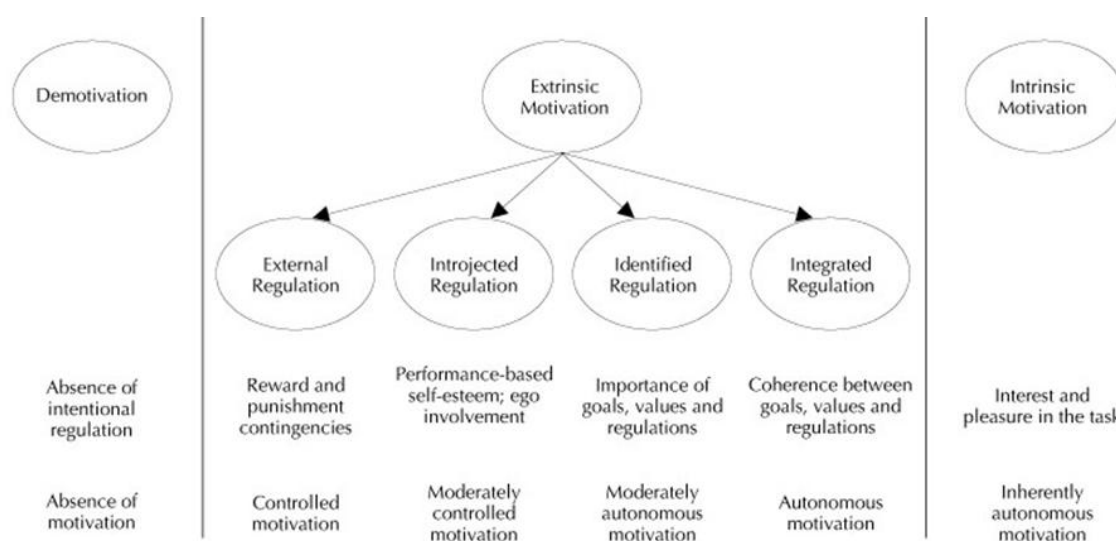 Demotivation
Extrinsic
Motivation
Intrinsic
Motivation
External
Regulation
Introjected
Regulation
Identified
Regulation
Integrated
Regulation
Absence of
intentional
regulation
Reward and
punishment
contingencies
Performance-based
self-esteem; ego
involvement
Importance of
goals, values and
regulations
Coherence between
goals, values and
regulations
Interest and
pleasure in the task
Absence of
motivation
Controlled
motivation
Moderately
controlled
motivation
Moderately
autonomous
motivation
Autonomous
motivation
Inherently
autonomous
motivation